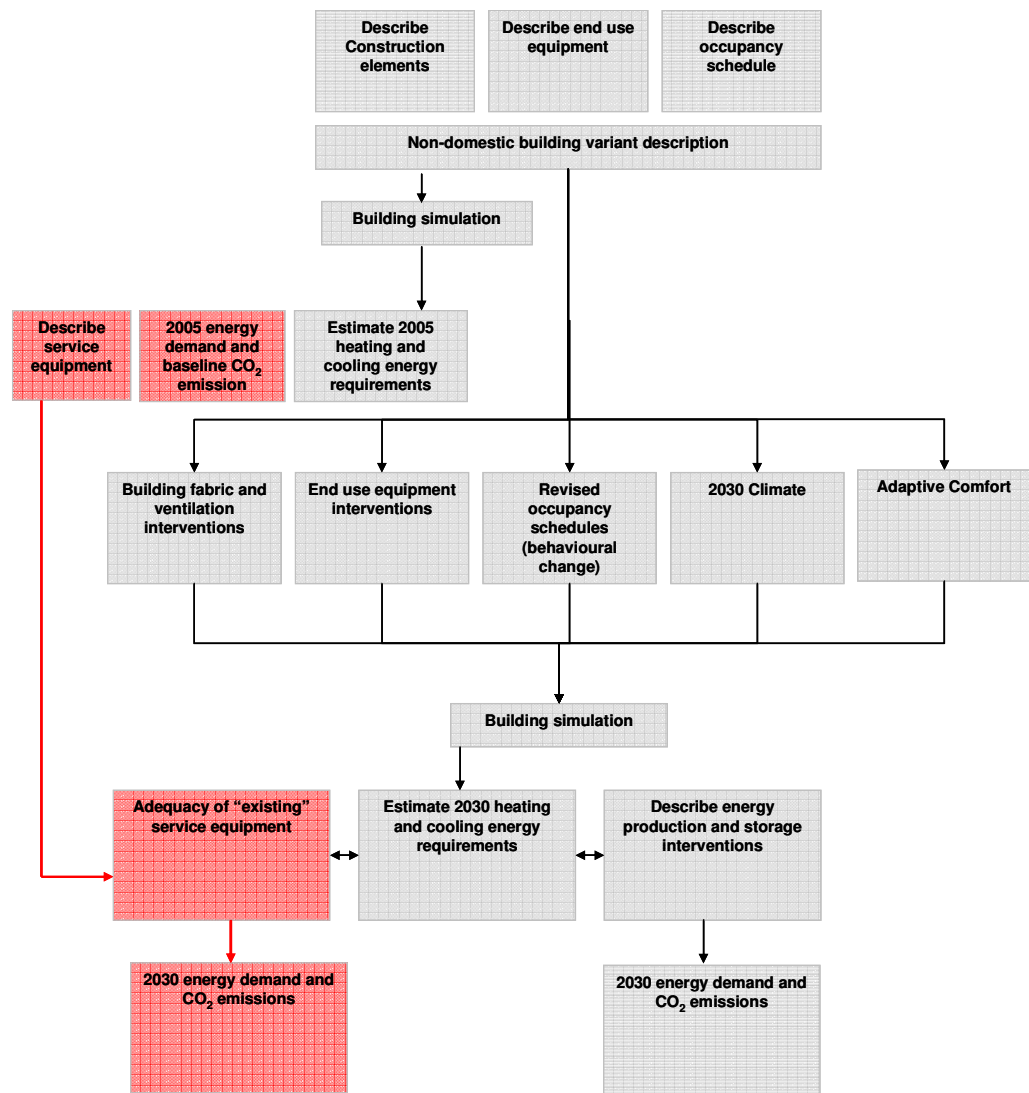 Describe
Construction
elements
Describe end use
equipment
Describe
occupancy
schedule
Non-domestic building variant description
Building simulation
Describe
service
equipment
2005 energy
demand and
baseline CO₂
emission
Estimate 2005
heating and
cooling energy
requirements
Building fabric and
ventilation
interventions
End use equipment
interventions
Revised
occupancy
schedules
(behavioural
change)
2030 Climate
Adaptive Comfort
Building simulation
Adequacy of “existing”
service equipment
Estimate 2030 heating
and cooling energy
requirements
Describe energy
production and storage
interventions
2030 energy demand and
CO₂ emissions
2030 energy demand and
CO₂ emissions